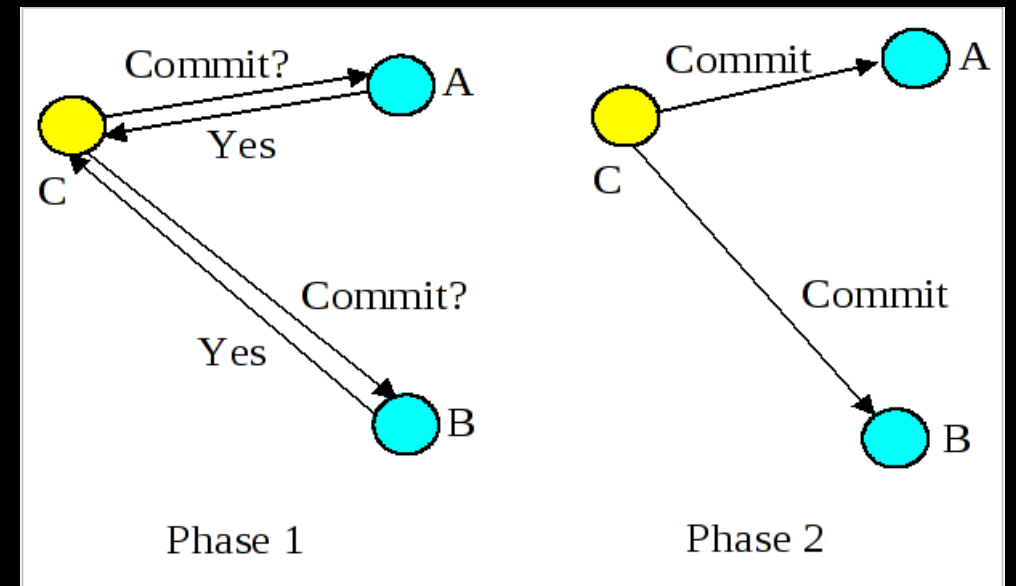 Commit?
A
Yes
C
Commit?
Yes
B
Phase 1
Commit
A
C
Commit
B
Phase 2